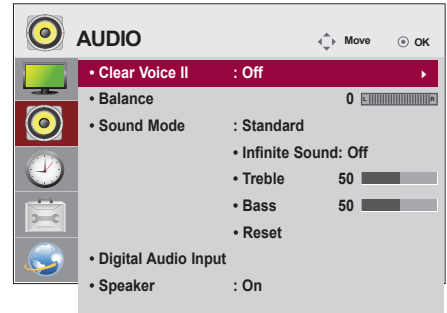 AUDIO Move OK
• Clear Voice II : Off
• Balance 0 L R
• Sound Mode : Standard
• Infinite Sound: Off
• Treble 50
• Bass 50
• Reset
• Digital Audio Input
• Speaker : On